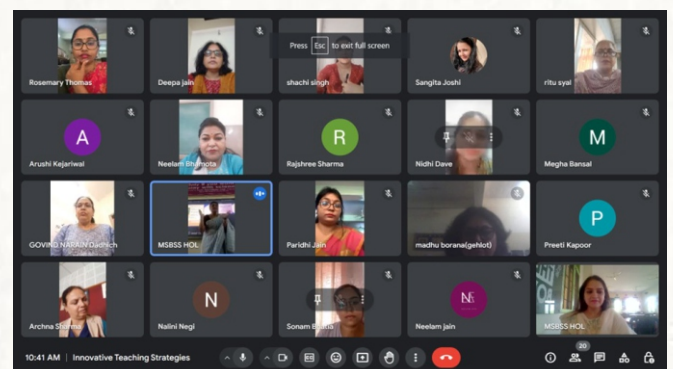 Press Esc to exit full screen
Rosemary Thomas
Deepa jain
shachi singh
Sangita Joshi
ritu syal
A
R
M
Arushi Kejariwal
Neelam Bhamota
Rajshree Sharma
Nidhi Dave
Megha Bansal
P
GOVIND NARAIN Dadhich
MSBSS HOL
Paridhi Jain
madhu borana(gehlot)
Preeti Kapoor
N
Archna Sharma
Nalini Negi
Sonam Bhatia
Neelam jain
MSBSS HOL
20
10:41 AM | Innovative Teaching Strategies